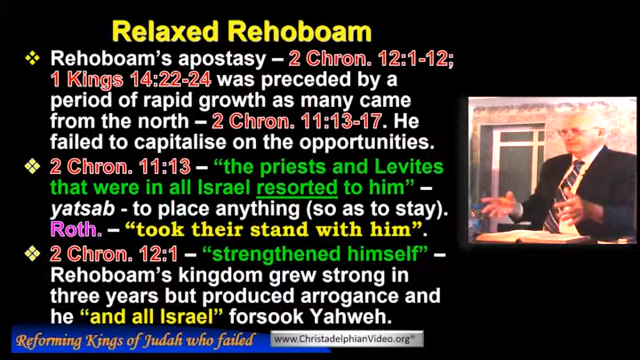 Relaxed Rehoboam
Rehoboam's apostasy – 2 Chron. 12:1-12;
1 Kings 14:22-24 was preceded by a
period of rapid growth as many came
from the north – 2 Chron. 11:13-17. He
failed to capitalise on the opportunities.
2 Chron. 11:13 – “the priests and Levites
that were in all Israel resorted to him” –
yatsab - to place anything (so as to stay).
Roth. – “took their stand with him”.
2 Chron. 12:1 – “strengthened himself” –
Rehoboam's kingdom grew strong in
three years but produced arrogance and
he “and all Israel” forsook Yahweh.
Reforming Kings of Judah who failed
www.ChristadelphianVideo.org®